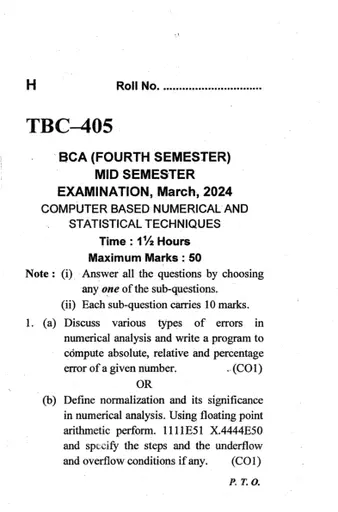 H Roll No. ..............................
TBC–405
BCA (FOURTH SEMESTER)
MID SEMESTER
EXAMINATION, March, 2024
COMPUTER BASED NUMERICAL AND
STATISTICAL TECHNIQUES
Time : 1½ Hours
Maximum Marks : 50
Note : (i) Answer all the questions by choosing
any one of the sub-questions.
(ii) Each sub-question carries 10 marks.
1. (a) Discuss various types of errors in
numerical analysis and write a program to
compute absolute, relative and percentage
error of a given number. (CO1)
OR
(b) Define normalization and its significance
in numerical analysis. Using floating point
arithmetic perform. 1111E51 X.4444E50
and specify the steps and the underflow
and overflow conditions if any. (CO1)
P. T. O.